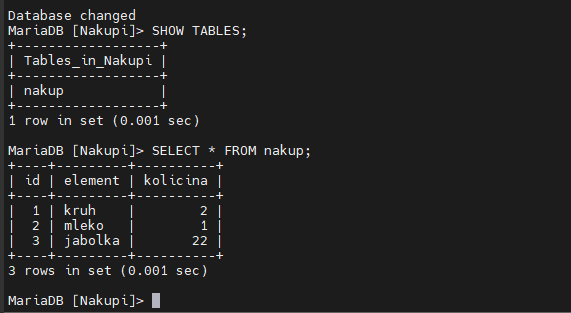 Database changed
MariaDB [Nakupi]> SHOW TABLES;
+------------------+
| Tables_in_Nakupi |
+------------------+
| nakup            |
+------------------+
1 row in set (0.001 sec)
MariaDB [Nakupi]> SELECT * FROM nakup;
+----+---------+----------+
| id | element | kolicina |
+----+---------+----------+
|  1 | kruh    |        2 |
|  2 | mleko   |        1 |
|  3 | jabolka |       22 |
+----+---------+----------+
3 rows in set (0.001 sec)
MariaDB [Nakupi]>